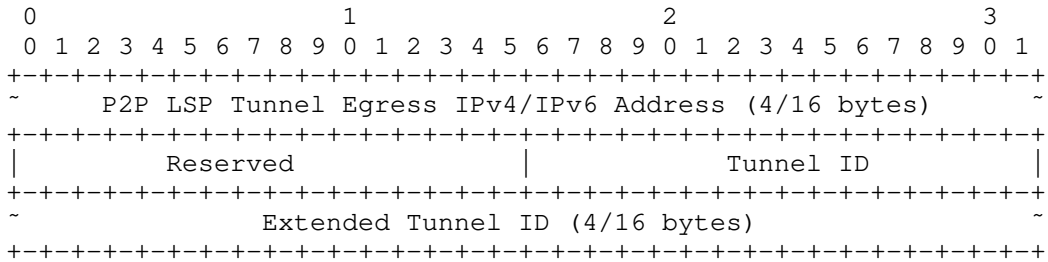 0                   1                   2                   3
 0 1 2 3 4 5 6 7 8 9 0 1 2 3 4 5 6 7 8 9 0 1 2 3 4 5 6 7 8 9 0 1
+-+-+-+-+-+-+-+-+-+-+-+-+-+-+-+-+-+-+-+-+-+-+-+-+-+-+-+-+-+-+-+-+
~     P2P LSP Tunnel Egress IPv4/IPv6 Address (4/16 bytes)      ~
+-+-+-+-+-+-+-+-+-+-+-+-+-+-+-+-+-+-+-+-+-+-+-+-+-+-+-+-+-+-+-+-+
|         Reserved              |            Tunnel ID          |
+-+-+-+-+-+-+-+-+-+-+-+-+-+-+-+-+-+-+-+-+-+-+-+-+-+-+-+-+-+-+-+-+
~               Extended Tunnel ID (4/16 bytes)                 ~
+-+-+-+-+-+-+-+-+-+-+-+-+-+-+-+-+-+-+-+-+-+-+-+-+-+-+-+-+-+-+-+-+